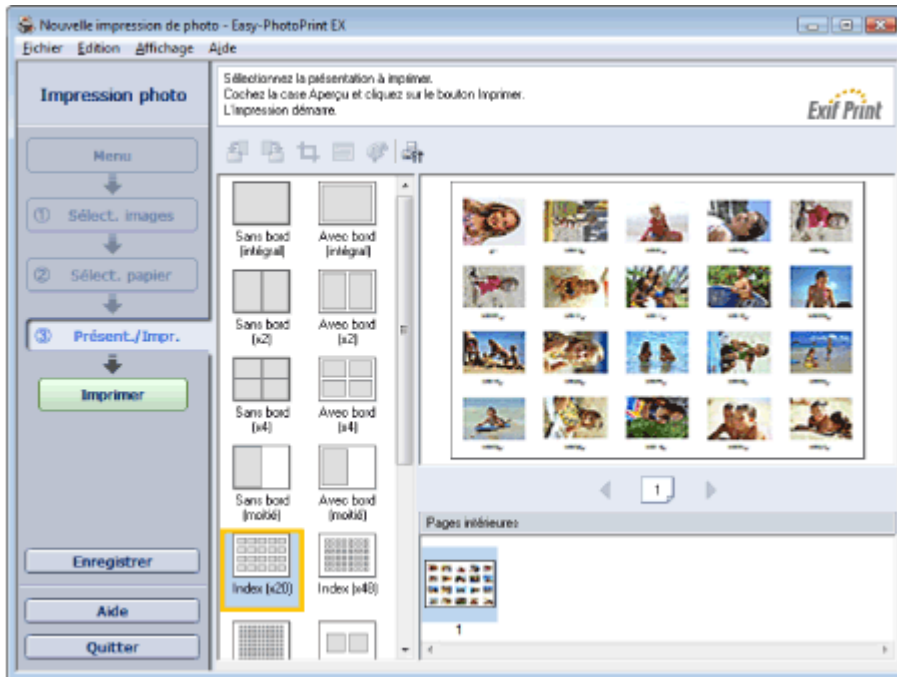 Nouvelle impression de photo - Easy-PhotoPrint EX
Fichier Edition Affichage Aide
Impression photo
Sélectionnez la présentation à imprimer.
Cochez la case Aperçu et cliquez sur le bouton Imprimer.
L'impression démarre.
Exif Print
Menu
① Sélect. images
② Sélect. papier
③ Présent./Impr.
Imprimer
Enregistrer
Aide
Quitter
Sans bord (intégral)
Avec bord (intégral)
Sans bord (x2)
Avec bord (x2)
Sans bord (x4)
Avec bord (x4)
Sans bord (moitié)
Avec bord (moitié)
Index (x20)
Index (x48)
1
Pages intérieures
1